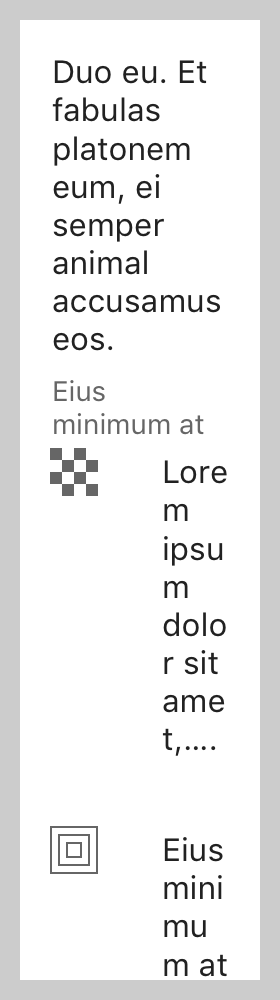 Duo eu. Et
fabulas
platonem
eum, ei
semper
animal
accusamus
eos.
Eius
minimum at
Lore
m
ipsu
m
dolo
r sit
ame
t,....
Eius
mini
mu
m at